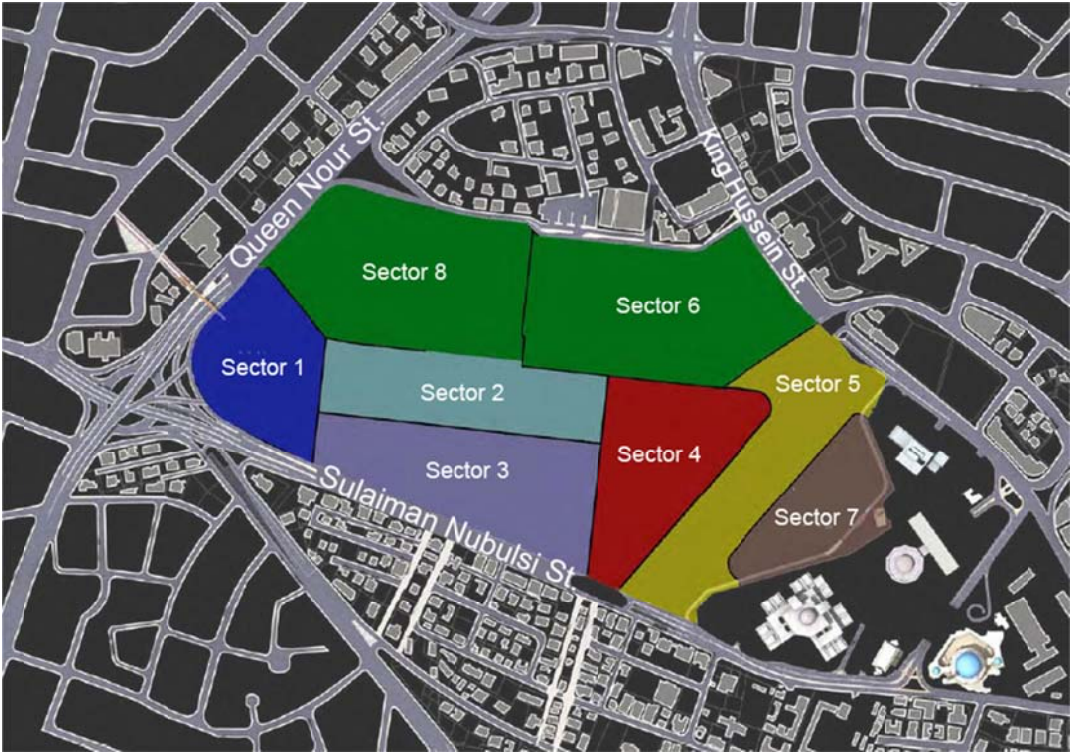 Queen Nour St.
King Hussein St.
Sector 8
Sector 6
Sector 1
Sector 5
Sector 2
Sector 4
Sector 3
Sector 7
Sulaiman Nubulsi St.